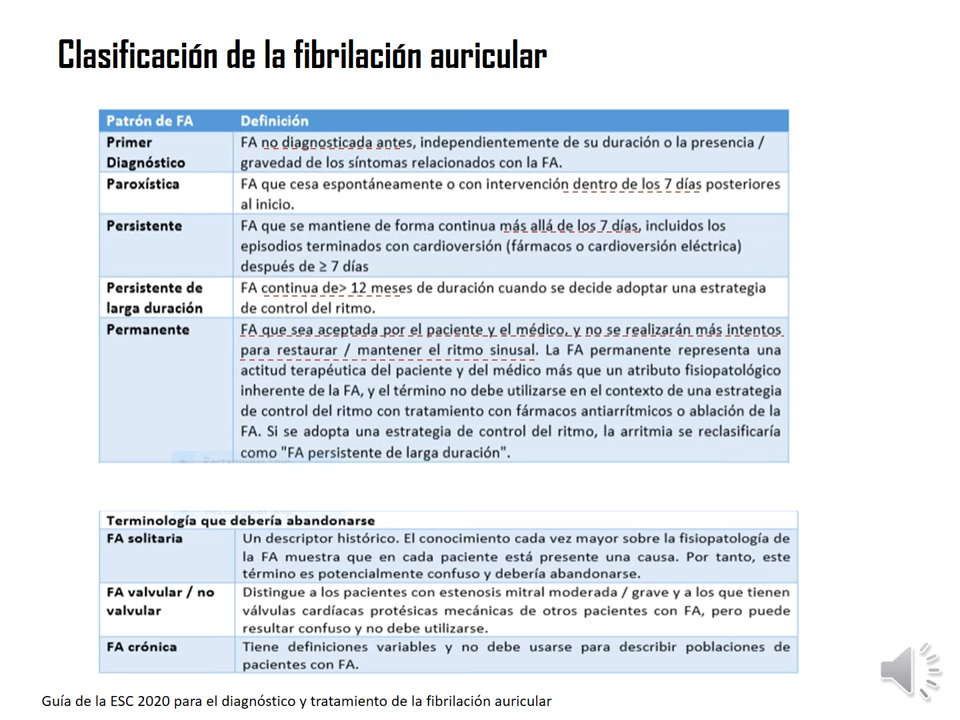 Clasificación de la fibrilación auricular
Patrón de FA Definición
Primer Diagnóstico FA no diagnosticada antes, independientemente de su duración o la presencia /
gravedad de los síntomas relacionados con la FA.
Paroxística FA que cesa espontáneamente o con intervención dentro de los 7 días posteriores
al inicio.
Persistente FA que se mantiene de forma continua más allá de los 7 días, incluidos los
episodios terminados con cardioversión (fármacos o cardioversión eléctrica)
después de ≥ 7 días
Persistente de larga duración FA continua de> 12 meses de duración cuando se decide adoptar una estrategia
de control del ritmo.
Permanente FA que sea aceptada por el paciente y el médico, y no se realizarán más intentos
para restaurar / mantener el ritmo sinusal. La FA permanente representa una
actitud terapéutica del paciente y del médico más que un atributo fisiopatológico
inherente de la FA, y el término no debe utilizarse en el contexto de una estrategia
de control del ritmo con tratamiento con fármacos antiarrítmicos o ablación de la
FA. Si se adopta una estrategia de control del ritmo, la arritmia se reclasificaría
como "FA persistente de larga duración".
Terminología que debería abandonarse
FA solitaria Un descriptor histórico. El conocimiento cada vez mayor sobre la fisiopatología de
la FA muestra que en cada paciente está presente una causa. Por tanto, este
término es potencialmente confuso y debería abandonarse.
FA valvular / no valvular Distingue a los pacientes con estenosis mitral moderada / grave y a los que tienen
válvulas cardíacas protésicas mecánicas de otros pacientes con FA, pero puede
resultar confuso y no debe utilizarse.
FA crónica Tiene definiciones variables y no debe usarse para describir poblaciones de
pacientes con FA.
Guía de la ESC 2020 para el diagnóstico y tratamiento de la fibrilación auricular